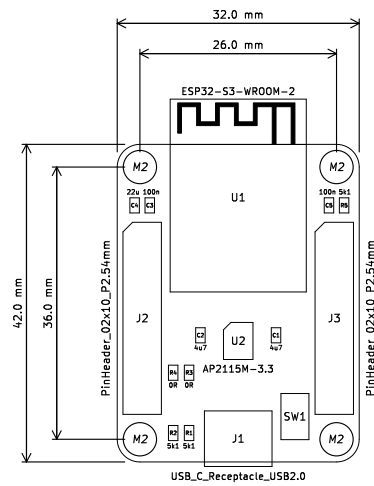 32.0 mm
26.0 mm
ESP32-S3-WROOM-2
M2
M2
22u 100n
100n 5k1
C4 C3
C5 R5
U1
42.0 mm
36.0 mm
PinHeader_02x10_P2.54mm
J2
J3
PinHeader_02x10_P2.54mm
C2
4u7
U2
C1
4u7
AP2115M-3.3
R4 R3
0R 0R
SW1
R2 R1
5k1 5k1
J1
M2
M2
USB_C_Receptacle_USB2.0